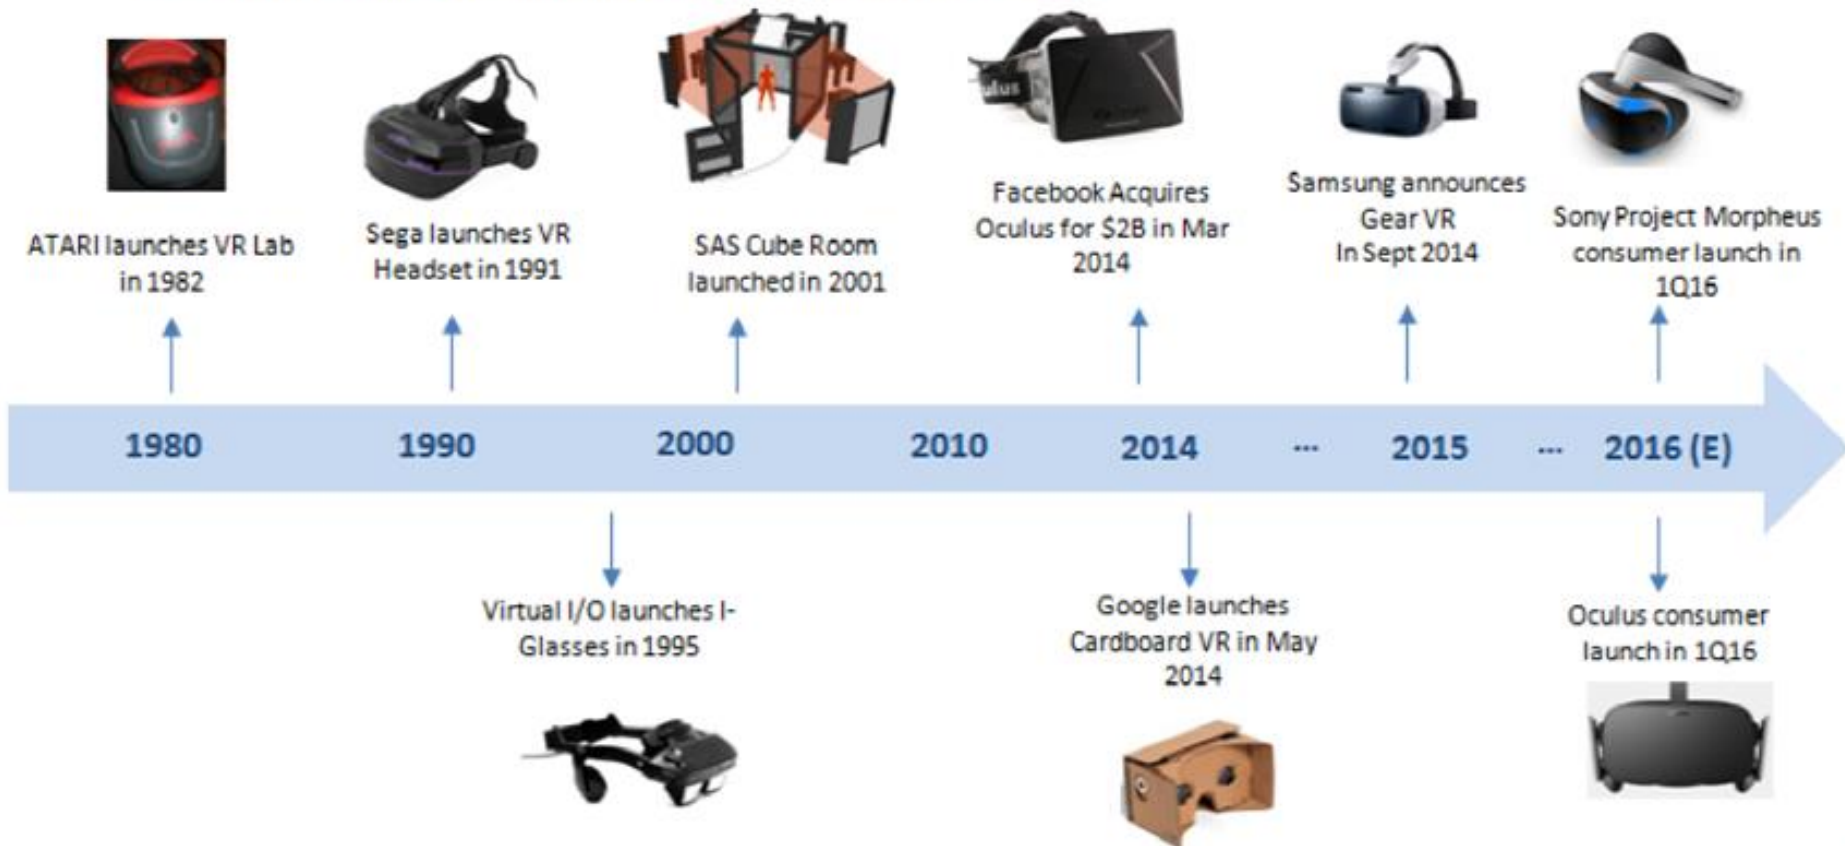 ATARI launches VR Lab
in 1982
Sega launches VR
Headset in 1991
SAS Cube Room
launched in 2001
Facebook Acquires
Oculus for $2B in Mar
2014
Samsung announces
Gear VR
In Sept 2014
Sony Project Morpheus
consumer launch in
1Q16
1980 1990 2000 2010 2014 ... 2015 ... 2016 (E)
Virtual I/O launches I-
Glasses in 1995
Google launches
Cardboard VR in May
2014
Oculus consumer
launch in 1Q16